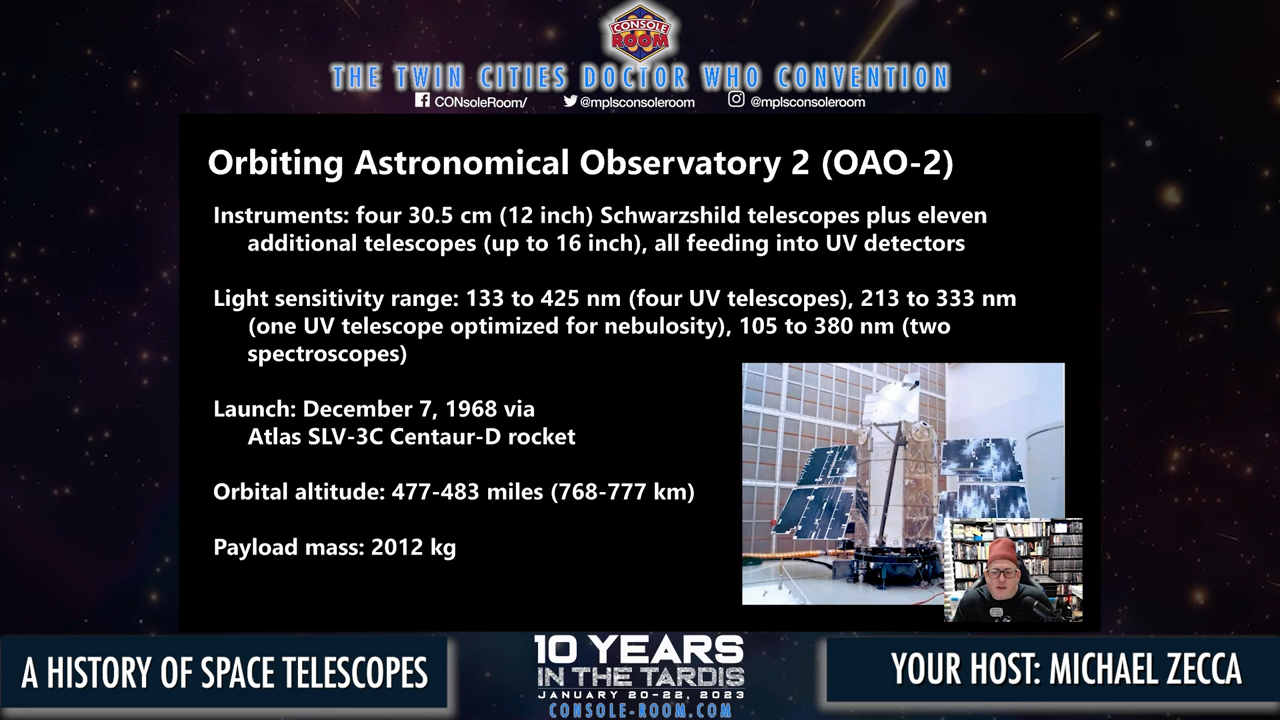 CONSOLE
ROOM
THE TWIN CITIES DOCTOR WHO CONVENTION
CONsoleRoom/ @mplsconsoleroom @mplsconsoleroom
Orbiting Astronomical Observatory 2 (OAO-2)
Instruments: four 30.5 cm (12 inch) Schwarzshild telescopes plus eleven
additional telescopes (up to 16 inch), all feeding into UV detectors
Light sensitivity range: 133 to 425 nm (four UV telescopes), 213 to 333 nm
(one UV telescope optimized for nebulosity), 105 to 380 nm (two
spectroscopes)
Launch: December 7, 1968 via
Atlas SLV-3C Centaur-D rocket
Orbital altitude: 477-483 miles (768-777 km)
Payload mass: 2012 kg
A HISTORY OF SPACE TELESCOPES
10 YEARS
IN THE TARDIS
JANUARY 20-22, 2023
CONSOLE-ROOM.COM
YOUR HOST: MICHAEL ZECCA